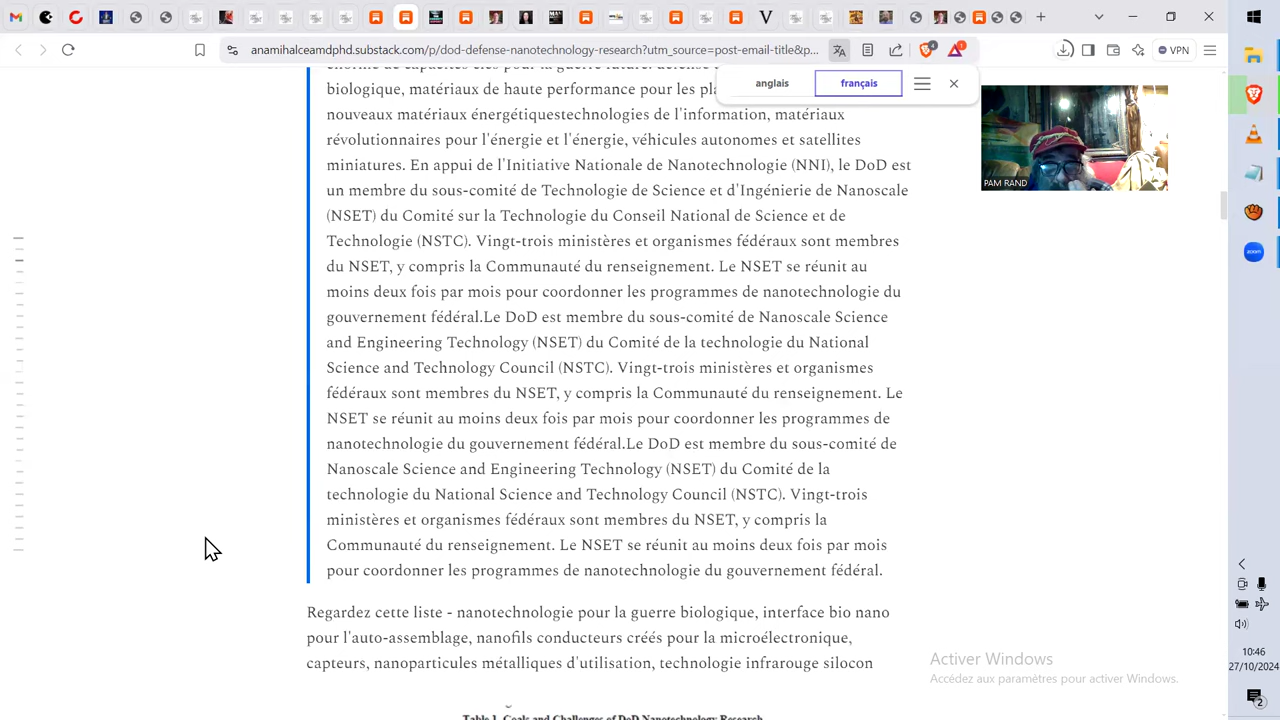 anamihalceamdphd.substack.com/p/dod-defense-nanotechnology-research?utm_source=post-email-title&p...
VPN
anglais
français
biologique, matériaux de haute performance pour les pla
nouveaux matériaux énergétiquestechnologies de l'information, matériaux
révolutionnaires pour l'énergie et l'énergie, véhicules autonomes et satellites
miniatures. En appui de l'Initiative Nationale de Nanotechnologie (NNI), le DoD est
un membre du sous-comité de Technologie de Science et d'Ingénierie de Nanoscale
(NSET) du Comité sur la Technologie du Conseil National de Science et de
Technologie (NSTC). Vingt-trois ministères et organismes fédéraux sont membres
du NSET, y compris la Communauté du renseignement. Le NSET se réunit au
moins deux fois par mois pour coordonner les programmes de nanotechnologie du
gouvernement fédéral.Le DoD est membre du sous-comité de Nanoscale Science
and Engineering Technology (NSET) du Comité de la technologie du National
Science and Technology Council (NSTC). Vingt-trois ministères et organismes
fédéraux sont membres du NSET, y compris la Communauté du renseignement. Le
NSET se réunit au moins deux fois par mois pour coordonner les programmes de
nanotechnologie du gouvernement fédéral.Le DoD est membre du sous-comité de
Nanoscale Science and Engineering Technology (NSET) du Comité de la
technologie du National Science and Technology Council (NSTC). Vingt-trois
ministères et organismes fédéraux sont membres du NSET, y compris la
Communauté du renseignement. Le NSET se réunit au moins deux fois par mois
pour coordonner les programmes de nanotechnologie du gouvernement fédéral.
Regardez cette liste - nanotechnologie pour la guerre biologique, interface bio nano
pour l'auto-assemblage, nanofils conducteurs créés pour la microélectronique,
capteurs, nanoparticules métalliques d'utilisation, technologie infrarouge silocon
Table 1. Goals and Challenges of DoD Nanotechnology Research
PAM RAND
Activer Windows
Accédez aux paramètres pour activer Windows.
zoom
10:46
27/10/2024
2